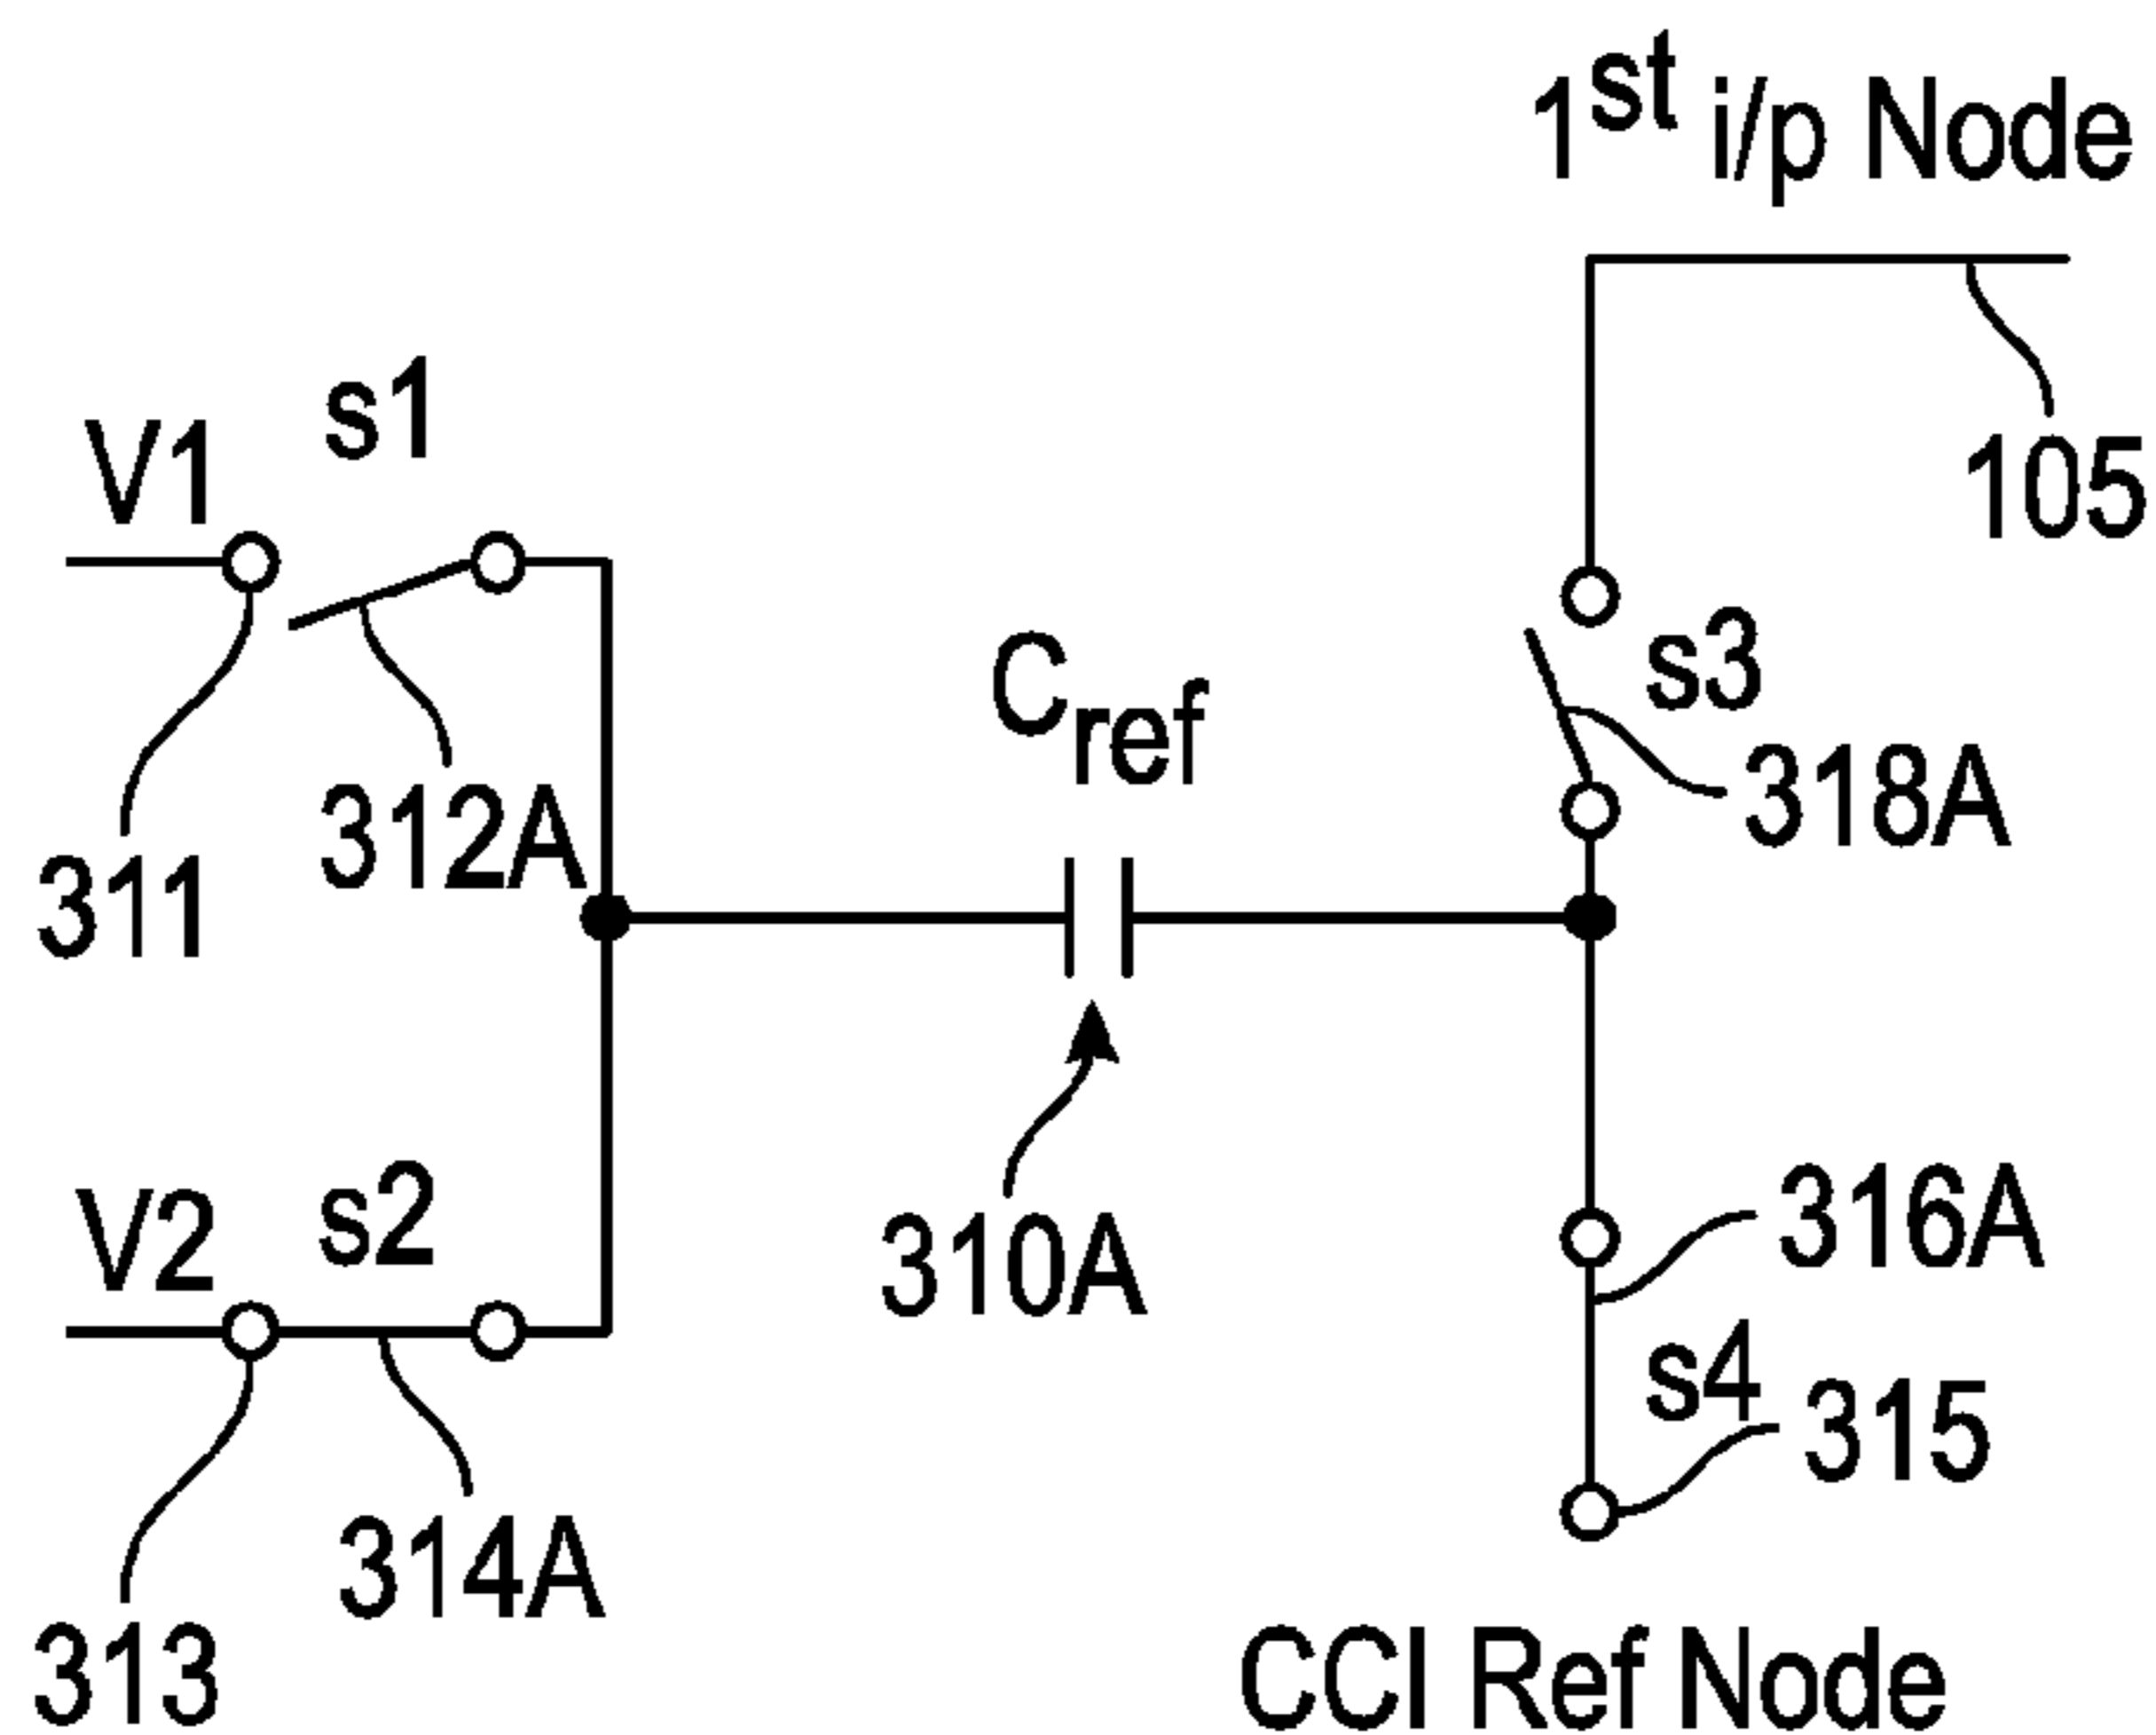 1st i/p Node
105
V1
s1
311
312A
Cref
s3
318A
310A
V2
s2
313
314A
316A
s4
315
CCI Ref Node